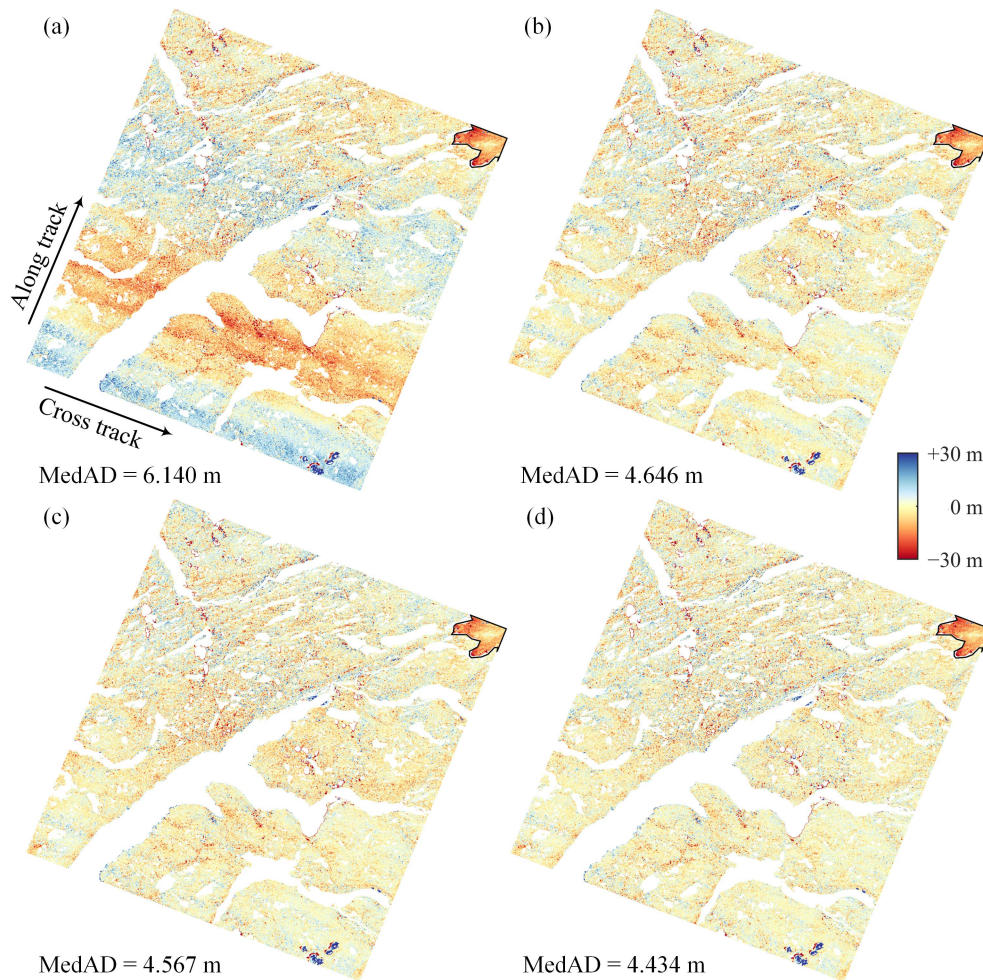 (a)
(b)
Along track
Cross track
MedAD = 6.140 m
MedAD = 4.646 m
+30 m
0 m
−30 m
(c)
(d)
MedAD = 4.567 m
MedAD = 4.434 m